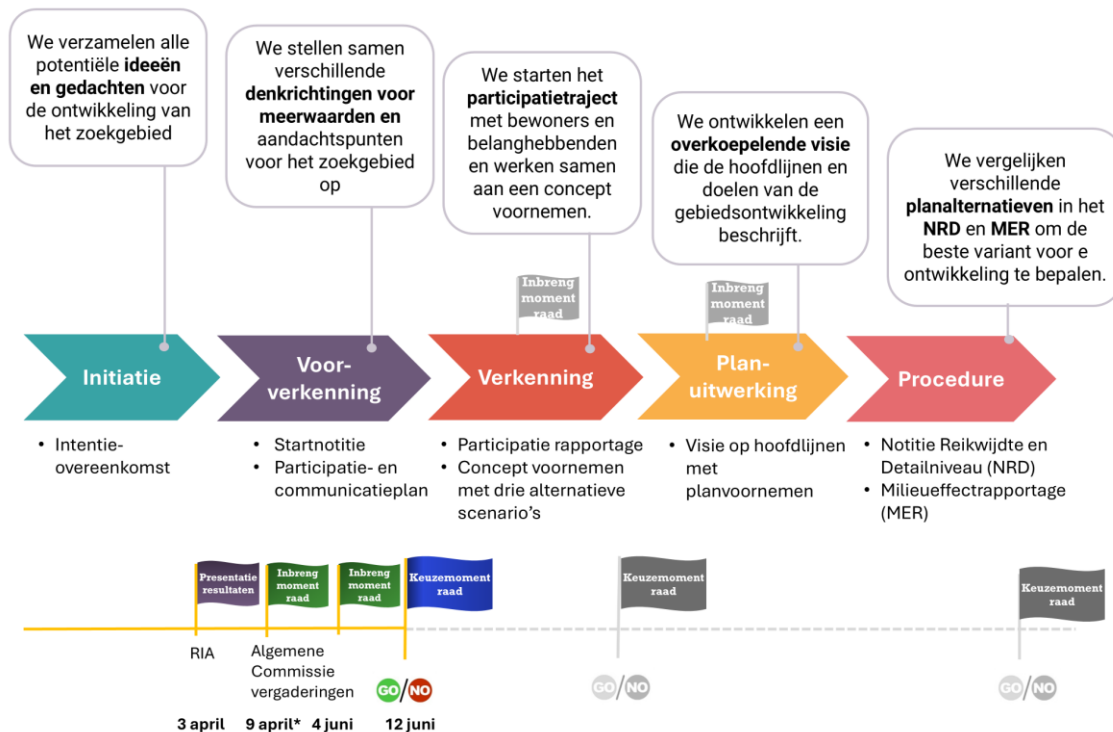 We verzamelen alle
potentiële ideeën
en gedachten voor
de ontwikkeling van
het zoekgebied
We stellen samen
verschillende
denkrichtingen voor
meerwaarden en
aandachtspunten
voor het zoekgebied
op
We starten het
participatietraject
met bewoners en
belanghebbenden
en werken samen
aan een concept
voornemen.
We ontwikkelen een
overkoepelende visie
die de hoofdlijnen en
doelen van de
gebiedsontwikkeling
beschrijft.
We vergelijken
verschillende
planalternatieven in het
NRD en MER om de
beste variant voor e
ontwikkeling te bepalen.
Inbreng
moment
raad
Inbreng
moment
raad
Initiatie
Voor-
verkenning
Verkenning
Plan-
uitwerking
Procedure
• Intentie-
overeenkomst
• Startnotitie
• Participatie- en
communicatieplan
• Participatie rapportage
• Concept voornemen
met drie alternatieve
scenario's
• Visie op hoofdlijnen
met
planvoornemen
• Notitie Reikwijdte en
Detailniveau (NRD)
• Milieueffectrapportage
(MER)
Presentatie
resultaten
Inbreng
moment
raad
Inbreng
moment
raad
Keuzemoment
raad
Keuzemoment
raad
Keuzemoment
raad
RIA
Algemene
Commissie
vergaderingen
GO/NO
GO/NO
GO/NO
3 april
9 april*
4 juni
12 juni